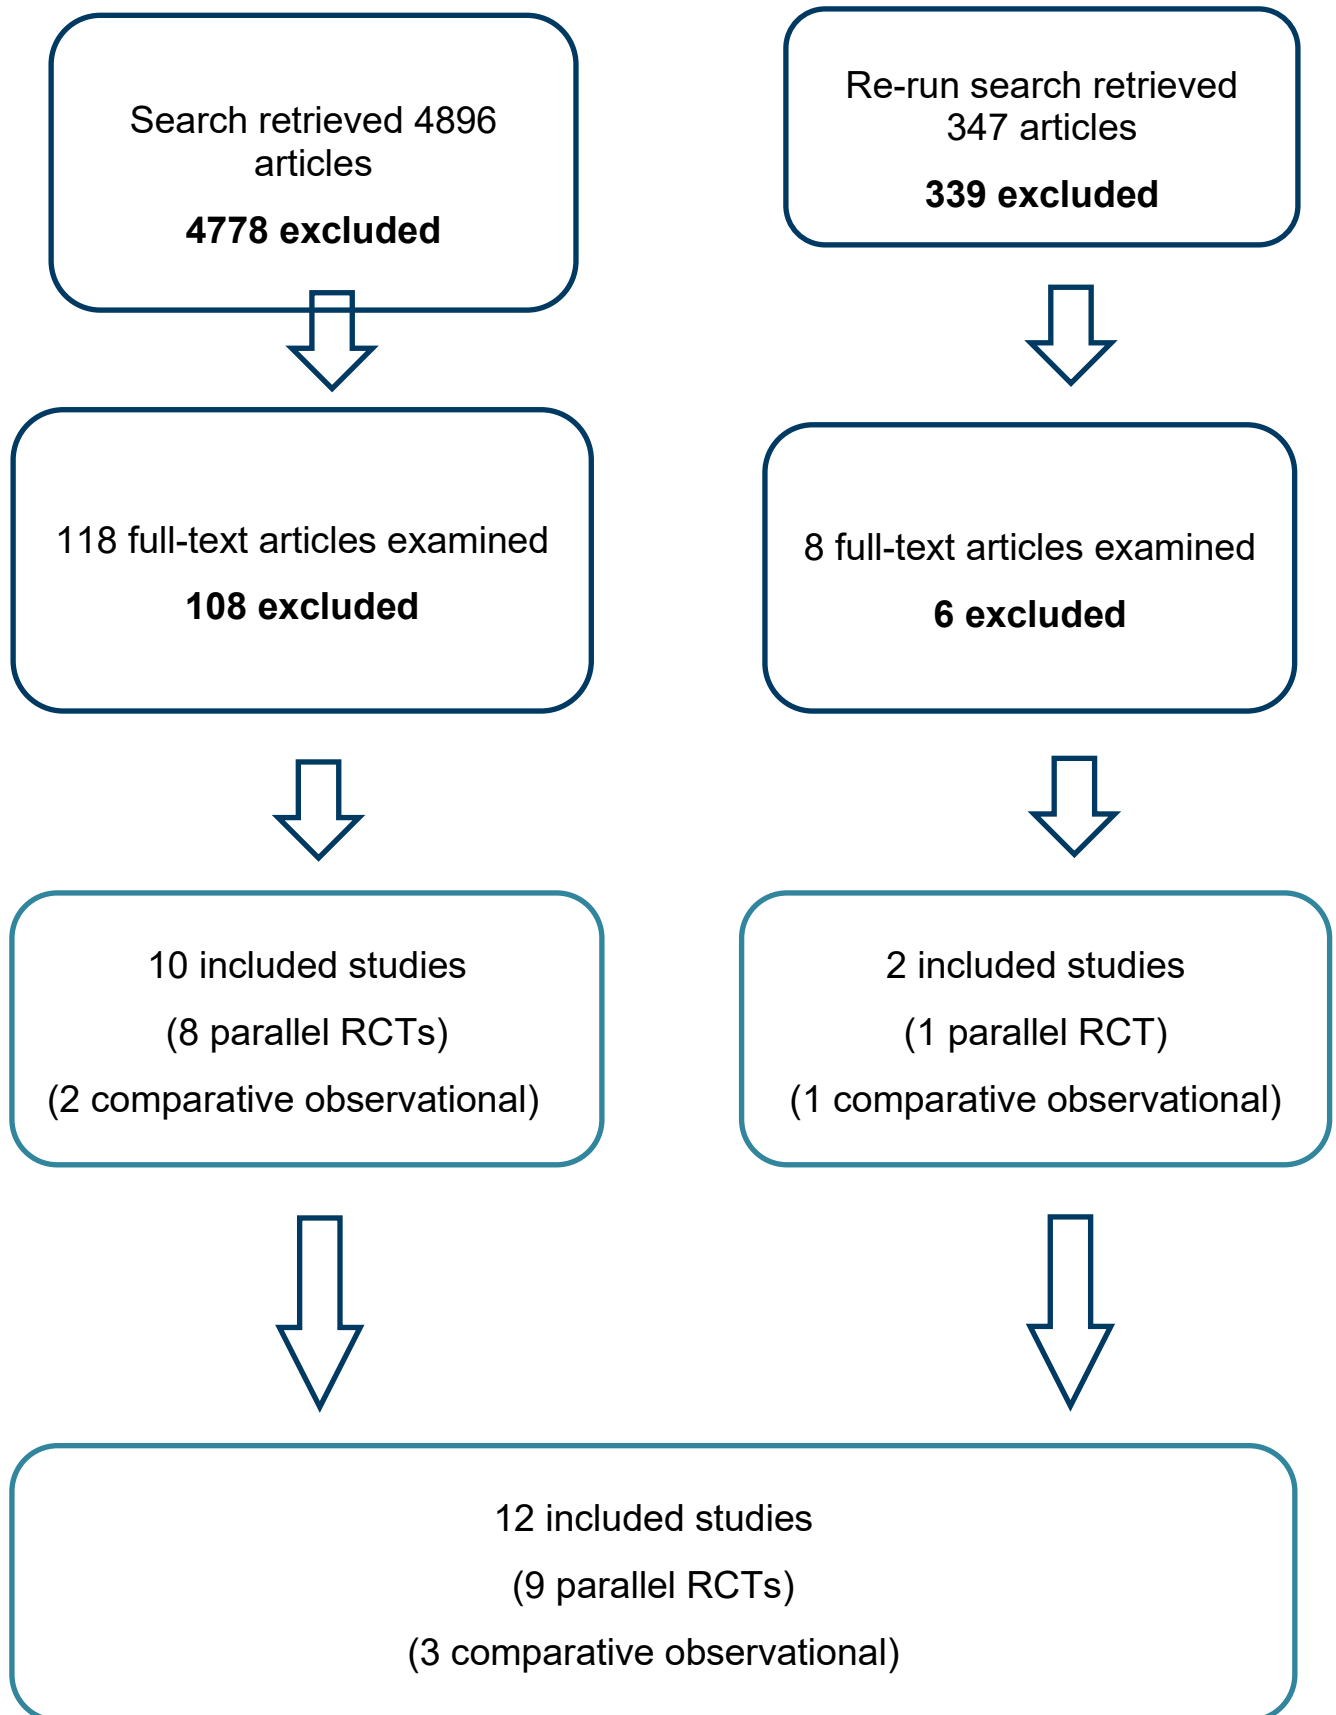 Search retrieved 4896
articles
4778 excluded
Re-run search retrieved
347 articles
339 excluded
118 full-text articles examined
108 excluded
8 full-text articles examined
6 excluded
10 included studies
(8 parallel RCTs)
(2 comparative observational)
2 included studies
(1 parallel RCT)
(1 comparative observational)
12 included studies
(9 parallel RCTs)
(3 comparative observational)